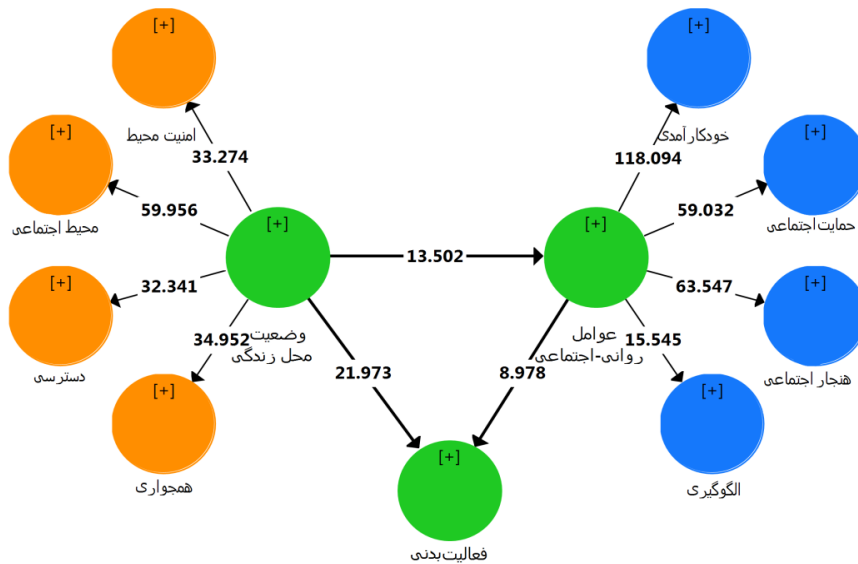 [+]
[+]
امنیت محیط
خودکارآمدی
33.274
118.094
[+]
[+]
59.956
59.032
محیط اجتماعی
حمایت اجتماعی
[+]
[+]
13.502
[+]
[+]
32.341
63.547
وضعیت
محل زندگی
عوامل
روانی-اجتماعی
34.952
15.545
دسترسی
هنجار اجتماعی
21.973
8.978
[+]
[+]
همجواری
الگوگیری
[+]
فعالیت بدنی